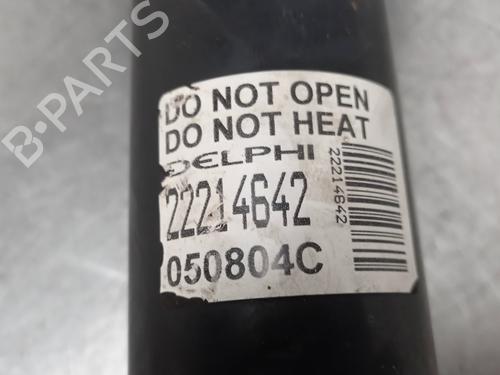 DO NOT OPEN
DO NOT HEAT
DELPHI
22214642
050804C
22214642
B-PARTS